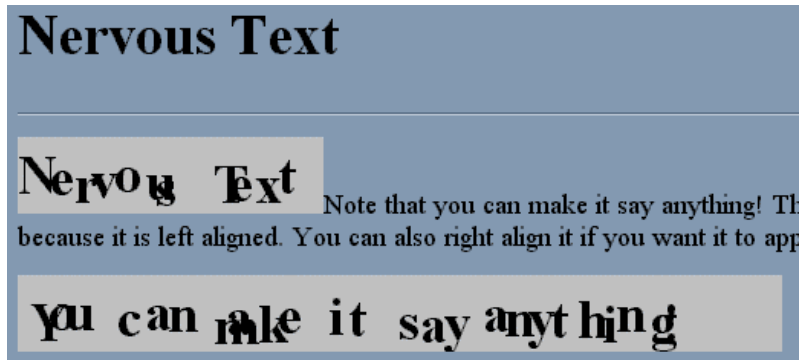 Nervous Text
Nervous Text
Note that you can make it say anything! Th
because it is left aligned. You can also right align it if you want it to app
You can make it say anything